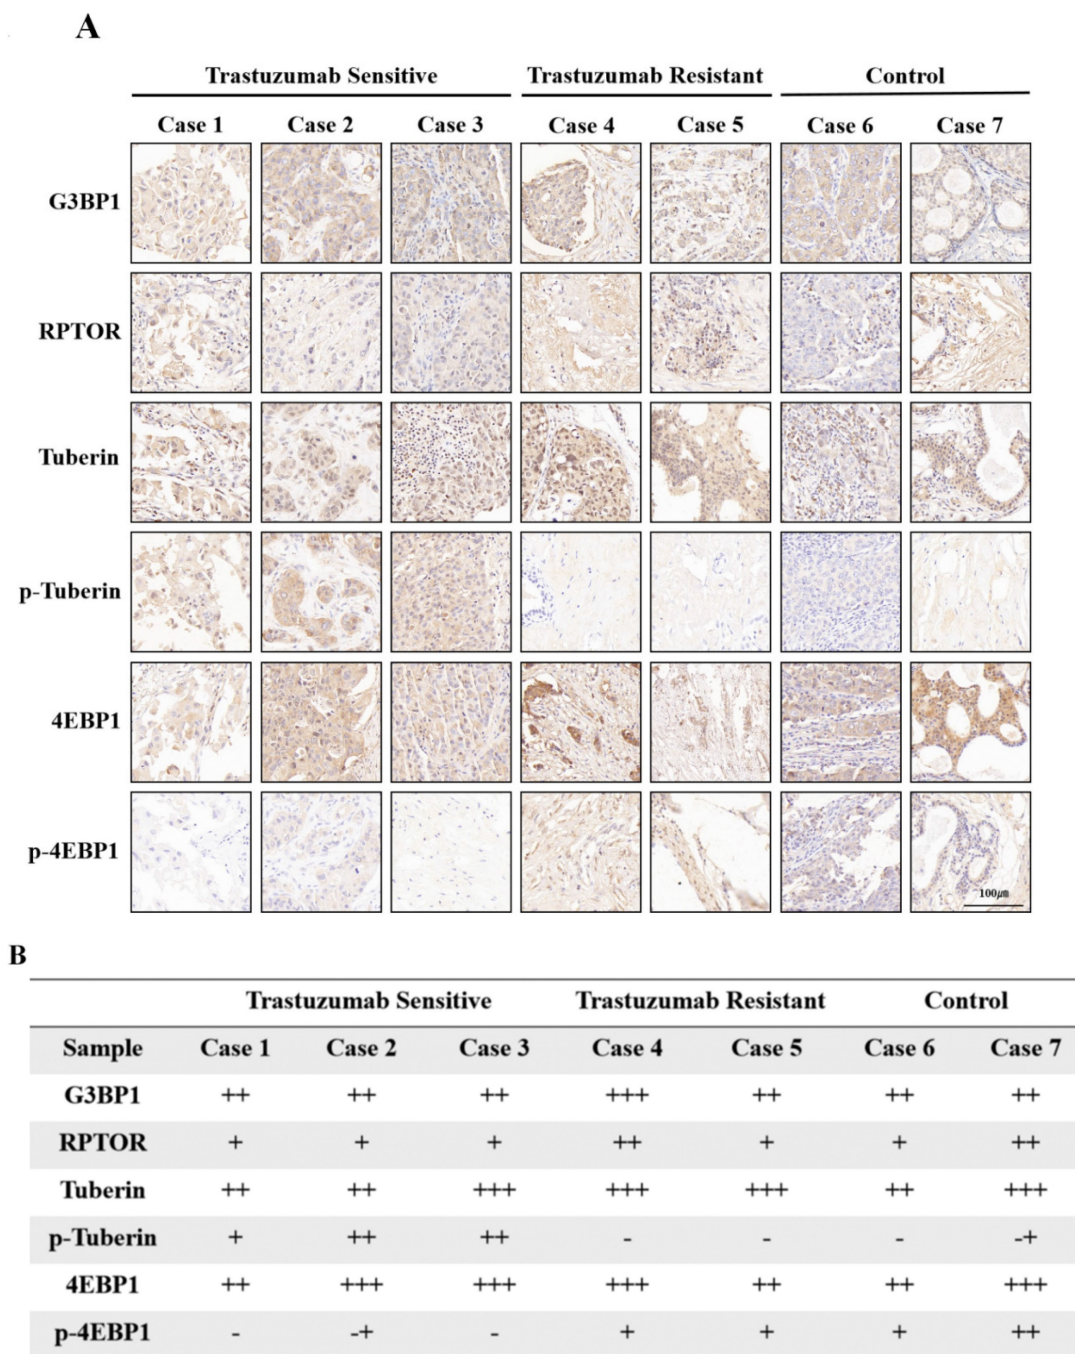 A
Trastuzumab Sensitive Trastuzumab Resistant Control
Case 1 Case 2 Case 3 Case 4 Case 5 Case 6 Case 7
G3BP1
RPTOR
Tuberin
p-Tuberin
4EBP1
p-4EBP1
100㎛
B
Trastuzumab Sensitive Trastuzumab Resistant Control
Sample Case 1 Case 2 Case 3 Case 4 Case 5 Case 6 Case 7
G3BP1 ++ ++ ++ +++ ++ ++ ++
RPTOR + + + ++ + + ++
Tuberin ++ ++ +++ +++ +++ ++ +++
p-Tuberin + ++ ++ - - - -+
4EBP1 ++ +++ +++ +++ ++ ++ +++
p-4EBP1 - -+ - + + + ++